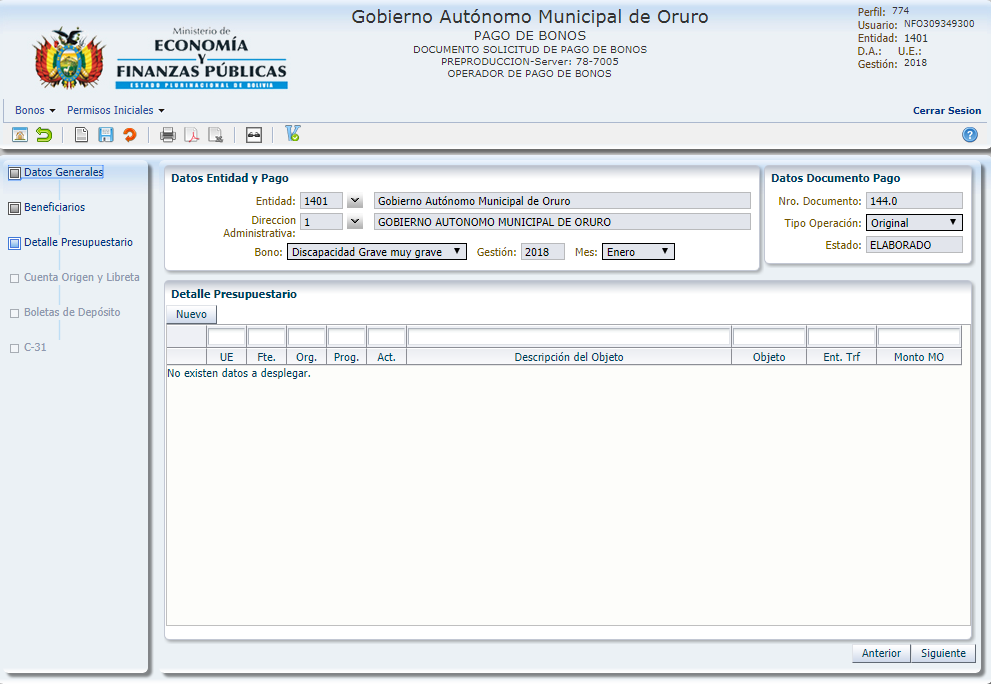 Gobierno Autónomo Municipal de Oruro
PAGO DE BONOS
DOCUMENTO SOLICITUD DE PAGO DE BONOS
PREPRODUCCION-Server: 78-7005
OPERADOR DE PAGO DE BONOS
Ministerio de
ECONOMÍA
Y
FINANZAS PÚBLICAS
ESTADO PLURINACIONAL DE BOLIVIA
Perfil: 774
Usuario: NFO309349300
Entidad: 1401
D.A.: U.E.:
Gestión: 2018
Bonos Permisos Iniciales Cerrar Sesion
Datos Generales
Beneficiarios
Detalle Presupuestario
Cuenta Origen y Libreta
Boletas de Depósito
C-31
Datos Entidad y Pago
Entidad: 1401 Gobierno Autónomo Municipal de Oruro
Direccion Administrativa: 1 GOBIERNO AUTONOMO MUNICIPAL DE ORURO
Bono: Discapacidad Grave muy grave Gestión: 2018 Mes: Enero
Datos Documento Pago
Nro. Documento: 144.0
Tipo Operación: Original
Estado: ELABORADO
Detalle Presupuestario
Nuevo
UE Fte. Org. Prog. Act. Descripción del Objeto Objeto Ent. Trf Monto MO
No existen datos a desplegar.
Anterior Siguiente